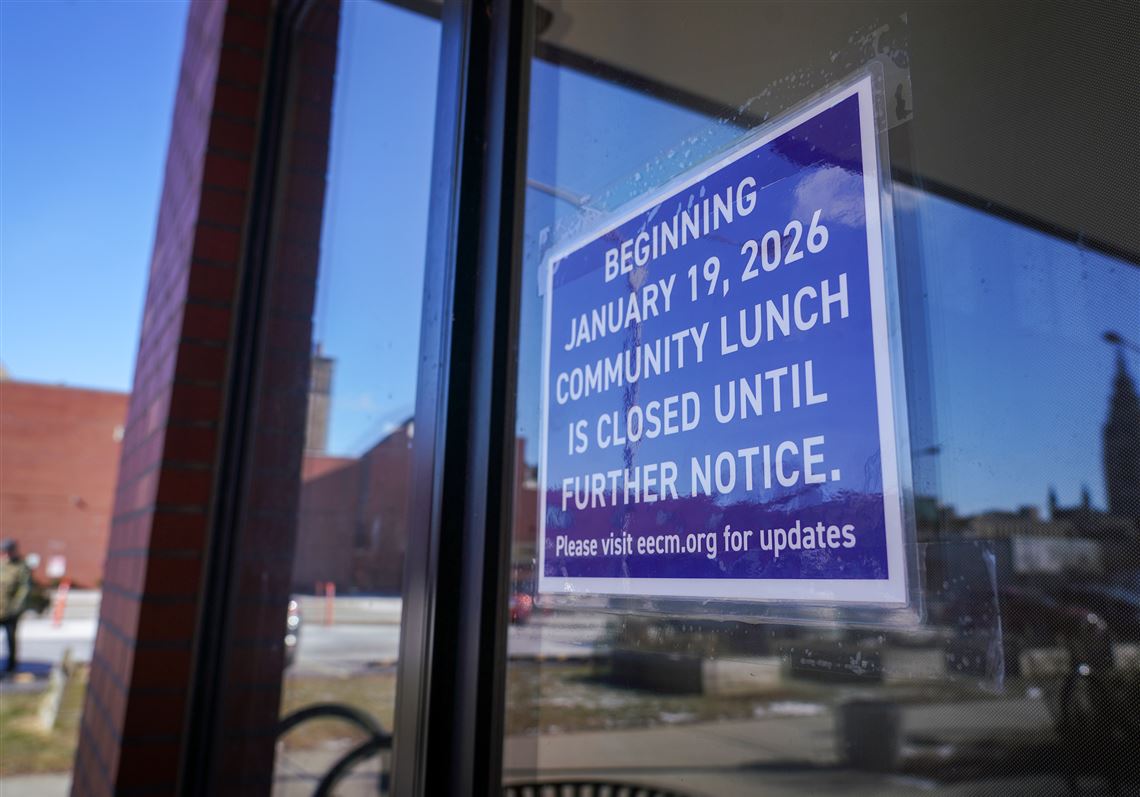 BEGINNING
JANUARY 19, 2026
COMMUNITY LUNCH
IS CLOSED UNTIL
FURTHER NOTICE.
Please visit eecm.org for updates